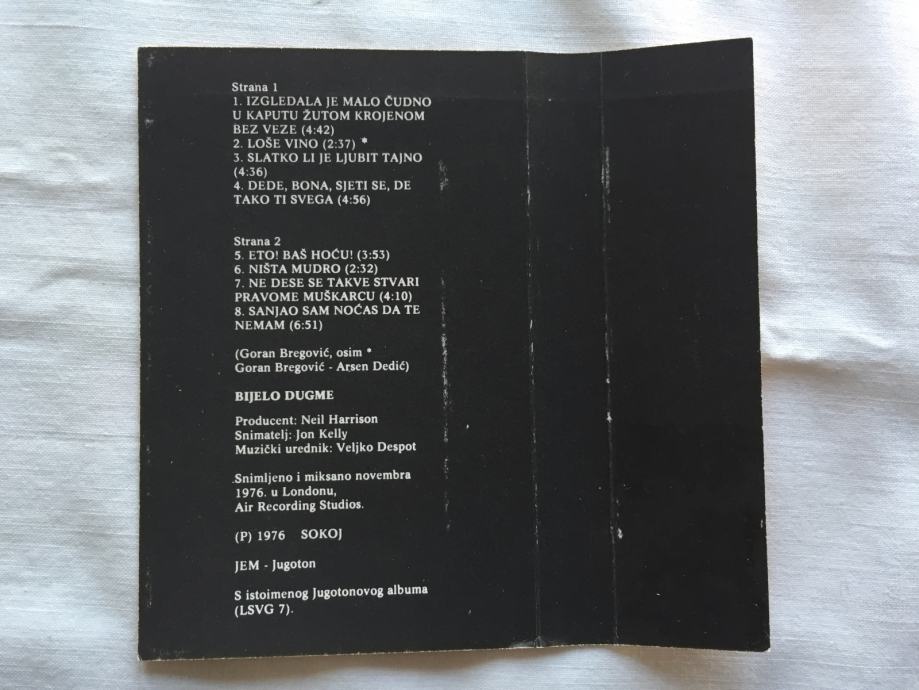 Strana 1
1. IZGLEDALA JE MALO ČUDNO
U KAPUTU ŽUTOM KROJENOM
BEZ VEZE (4:42)
2. LOŠE VINO (2:37) *
3. SLATKO LI JE LJUBIT TAJNO
(4:36)
4. DEDE, BONA, SJETI SE, DE
TAKO TI SVEGA (4:56)
Strana 2
5. ETO! BAŠ HOĆU! (3:53)
6. NIŠTA MUDRO (2:32)
7. NE DESE SE TAKVE STVARI
PRAVOME MUŠKARCU (4:10)
8. SANJAO SAM NOĆAS DA TE
NEMAM (6:51)
(Goran Bregović, osim *
Goran Bregović - Arsen Dedić)
BIJELO DUGME
Producent: Neil Harrison
Snimatelj: Jon Kelly
Muzički urednik: Veljko Despot
Snimljeno i miksano novembra
1976. u Londonu,
Air Recording Studios.
(P) 1976 SOKOJ
JEM - Jugoton
S istoimenog Jugotonovog albuma
(LSVG 7).